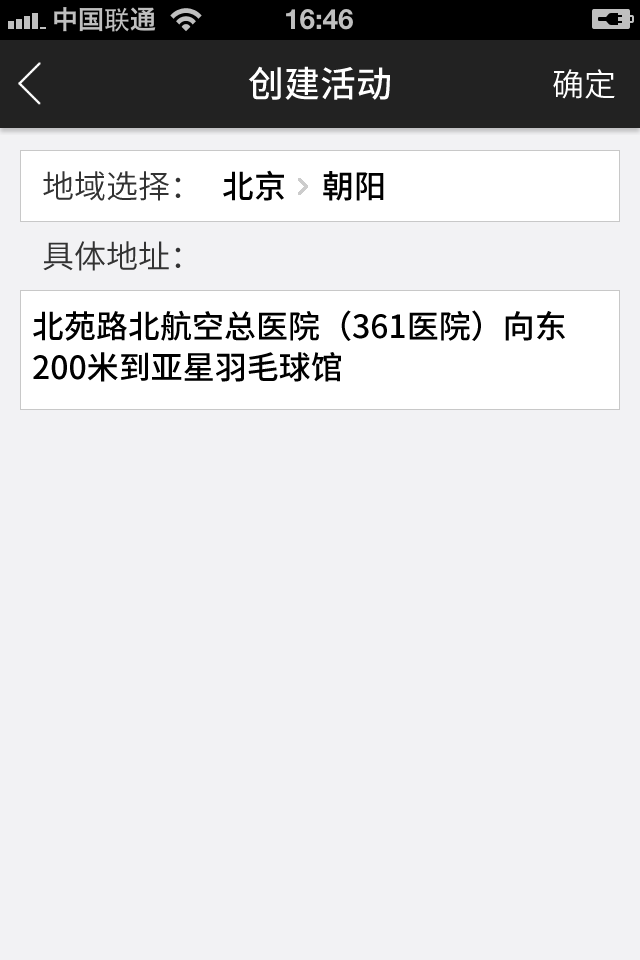 中国联通 16:46
创建活动 确定
地域选择： 北京 朝阳
具体地址：
北苑路北航空总医院（361医院）向东
200米到亚星羽毛球馆